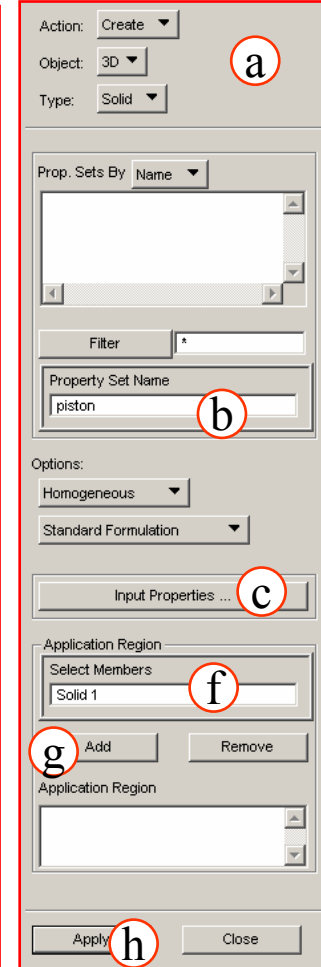 Action: Create
Object: 3D
a
Type: Solid
Prop. Sets By Name
Filter *
Property Set Name
piston
b
Options:
Homogeneous
Standard Formulation
Input Properties ...
c
Application Region
Select Members
Solid 1
f
g
Add Remove
Application Region
Apply
h
Close